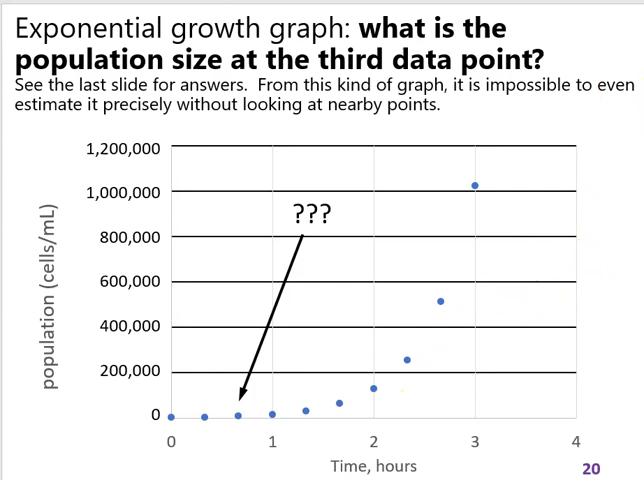 Exponential growth graph: what is the
population size at the third data point?
See the last slide for answers.  From this kind of graph, it is impossible to even
estimate it precisely without looking at nearby points.
1,200,000
1,000,000
???
800,000
600,000
400,000
200,000
0
population (cells/mL)
0 1 2 3 4
Time, hours
20